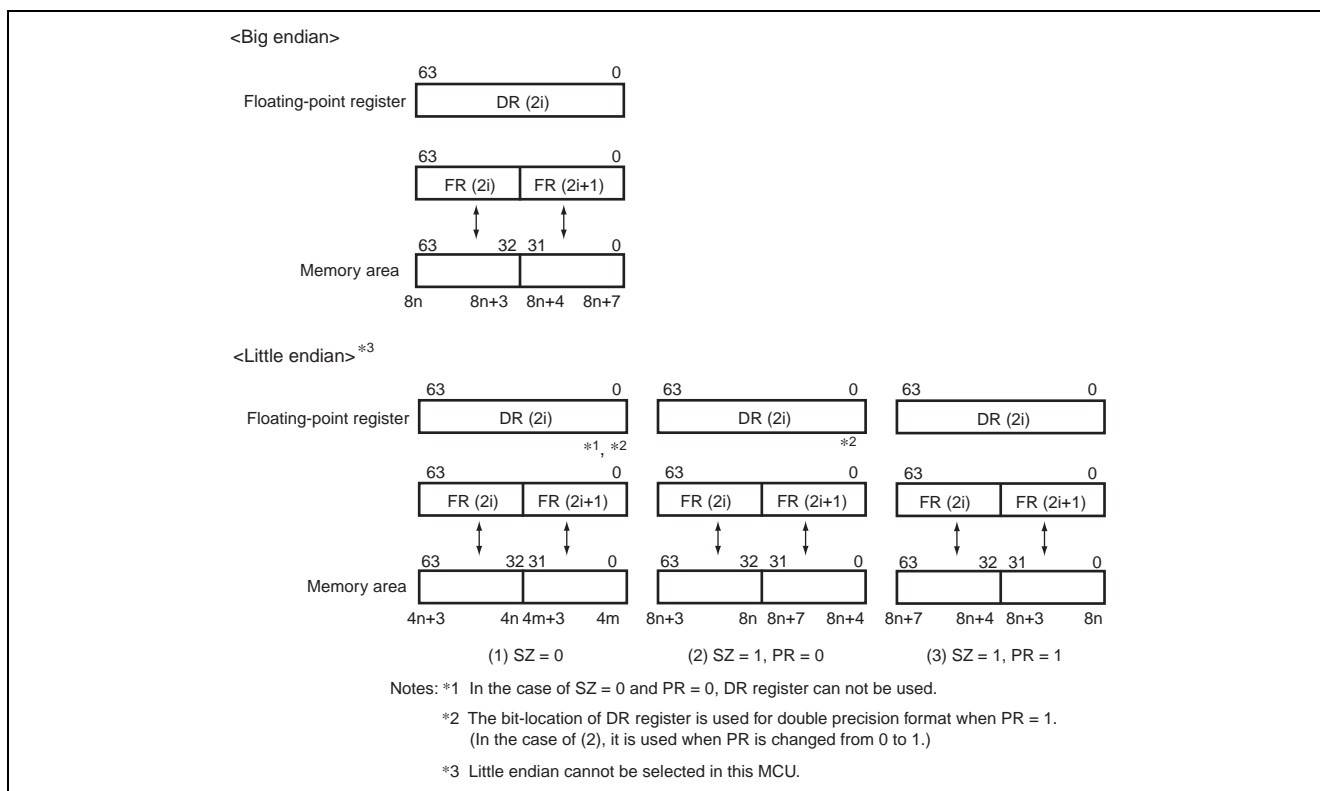 <Big endian>
63 0
Floating-point register DR (2i)
63 0
FR (2i) FR (2i+1)
63 32 31 0
Memory area
8n 8n+3 8n+4 8n+7
<Little endian>*3
63 0 63 0 63 0
Floating-point register DR (2i) DR (2i) DR (2i)
*1, *2 *2
63 0 63 0 63 0
FR (2i) FR (2i+1) FR (2i) FR (2i+1) FR (2i) FR (2i+1)
63 32 31 0 63 32 31 0 63 32 31 0
Memory area
4n+3 4n 4m+3 4m 8n+3 8n 8n+7 8n+4 8n+7 8n+4 8n+3 8n
(1) SZ = 0 (2) SZ = 1, PR = 0 (3) SZ = 1, PR = 1
Notes: *1 In the case of SZ = 0 and PR = 0, DR register can not be used.
*2 The bit-location of DR register is used for double precision format when PR = 1.
(In the case of (2), it is used when PR is changed from 0 to 1.)
*3 Little endian cannot be selected in this MCU.